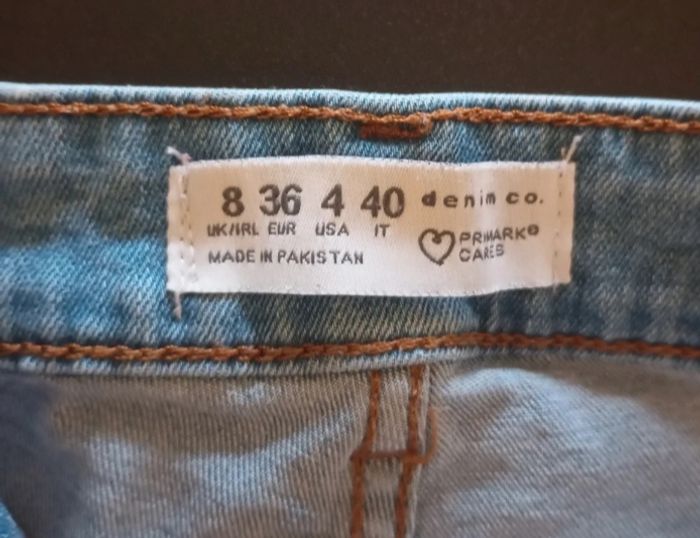 8 36 4 40 denim co.
UK/IRL EUR USA IT
MADE IN PAKISTAN
PRIMARK®
CARES